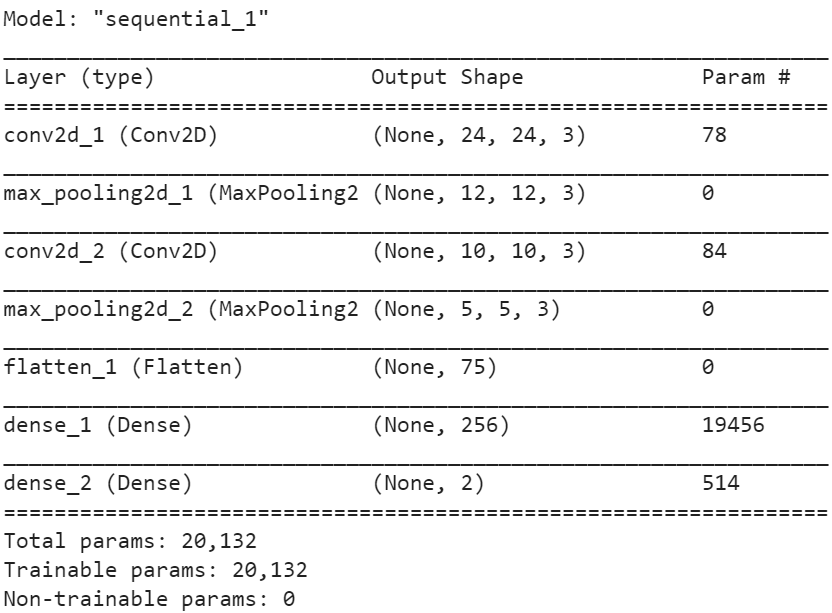 Model: "sequential_1"
_________________________________________________________________
Layer (type)                 Output Shape              Param #
=================================================================
conv2d_1 (Conv2D)            (None, 24, 24, 3)         78
_________________________________________________________________
max_pooling2d_1 (MaxPooling2 (None, 12, 12, 3)         0
_________________________________________________________________
conv2d_2 (Conv2D)            (None, 10, 10, 3)         84
_________________________________________________________________
max_pooling2d_2 (MaxPooling2 (None, 5, 5, 3)           0
_________________________________________________________________
flatten_1 (Flatten)          (None, 75)                0
_________________________________________________________________
dense_1 (Dense)              (None, 256)               19456
_________________________________________________________________
dense_2 (Dense)              (None, 2)                 514
=================================================================
Total params: 20,132
Trainable params: 20,132
Non-trainable params: 0